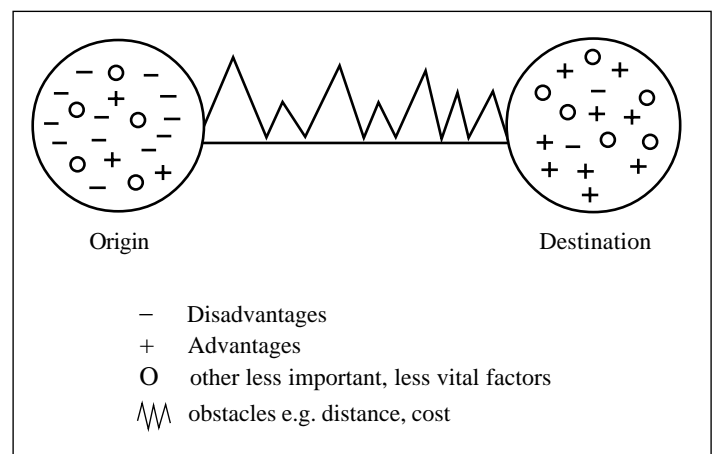 Origin
Destination
− Disadvantages
+ Advantages
O other less important, less vital factors
obstacles e.g. distance, cost